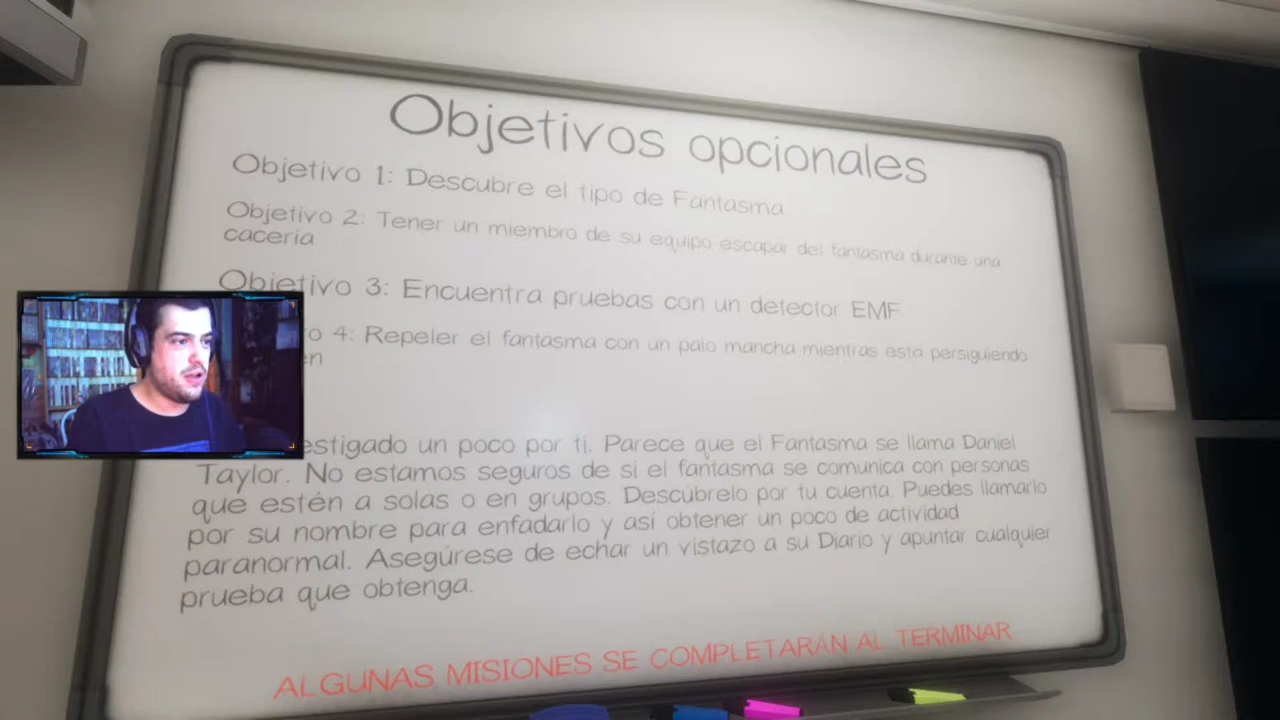 Objetivos opcionales
Objetivo 1: Descubre el tipo de Fantasma
Objetivo 2: Tener un miembro de su equipo escapar del fantasma durante una
cacería
Objetivo 3: Encuentra pruebas con un detector EMF
o 4: Repeler el fantasma con un palo mancha mientras esta persiguiendo
en
estigado un poco por ti. Parece que el Fantasma se llama Daniel
Taylor. No estamos seguros de si el fantasma se comunica con personas
que estén a solas o en grupos. Descúbrelo por tu cuenta. Puedes llamarlo
por su nombre para enfadarlo y así obtener un poco de actividad
paranormal. Asegúrese de echar un vistazo a su Diario y apuntar cualquier
prueba que obtenga.
ALGUNAS MISIONES SE COMPLETARÁN AL TERMINAR